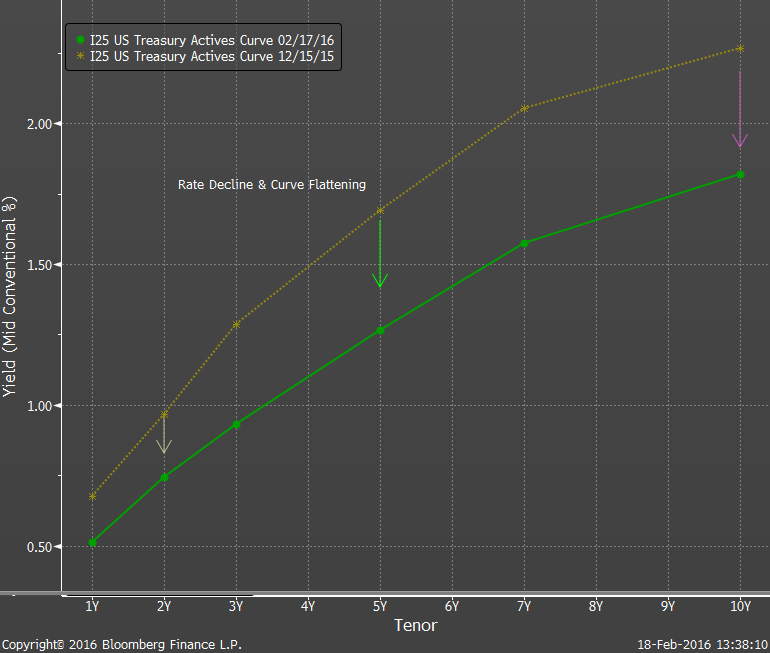 I25 US Treasury Actives Curve 02/17/16
I25 US Treasury Actives Curve 12/15/15
Rate Decline & Curve Flattening
Yield (Mid Conventional %)
2.00
1.50
1.00
0.50
1Y 2Y 3Y 4Y 5Y 6Y 7Y 8Y 9Y 10Y
Tenor
Copyright© 2016 Bloomberg Finance L.P. 18-Feb-2016 13:38:10